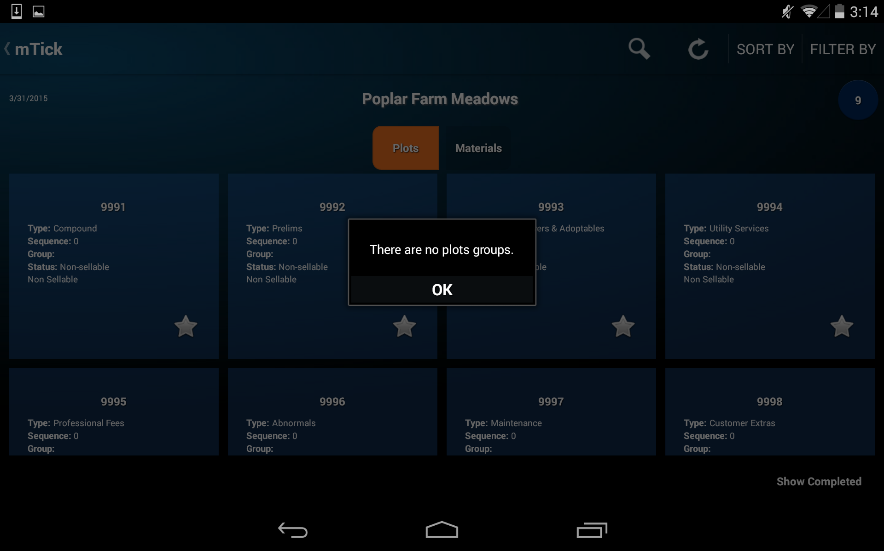 3:14
mTick
SORT BY
FILTER BY
3/31/2015
Poplar Farm Meadows
9
Plots
Materials
9991
Type: Compound
Sequence: 0
Group:
Status: Non-sellable
Non Sellable
9992
Type: Prelims
Sequence: 0
Group:
Status: Non-sellable
Non Sellable
9993
& Adoptables
9994
Type: Utility Services
Sequence: 0
Group:
Status: Non-sellable
Non Sellable
There are no plots groups.
OK
9995
Type: Professional Fees
Sequence: 0
Group:
9996
Type: Abnormals
Sequence: 0
Group:
9997
Type: Maintenance
Sequence: 0
Group:
9998
Type: Customer Extras
Sequence: 0
Group:
Show Completed